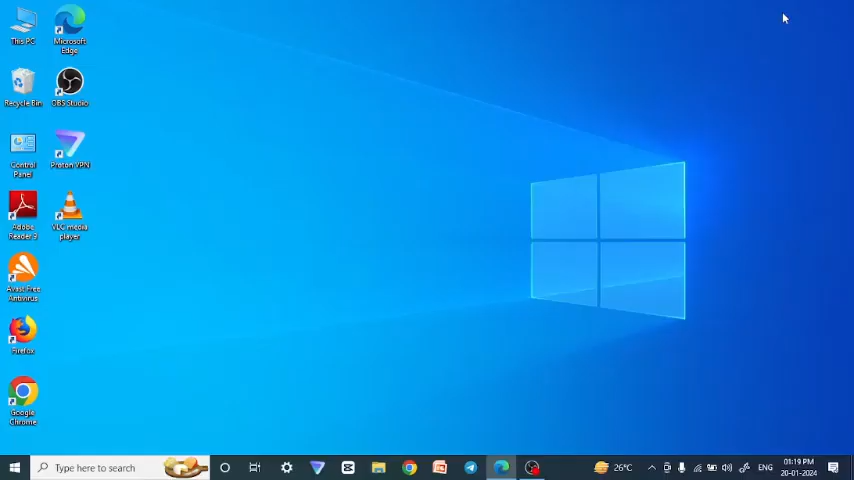 This PC
Microsoft
Edge
Recycle Bin
OBS Studio
Control
Panel
Proton VPN
Adobe
Reader 9
VLC media
player
Avast Free
Antivirus
Firefox
Google
Chrome
Type here to search
26°C
ENG
01:19 PM
20-01-2024